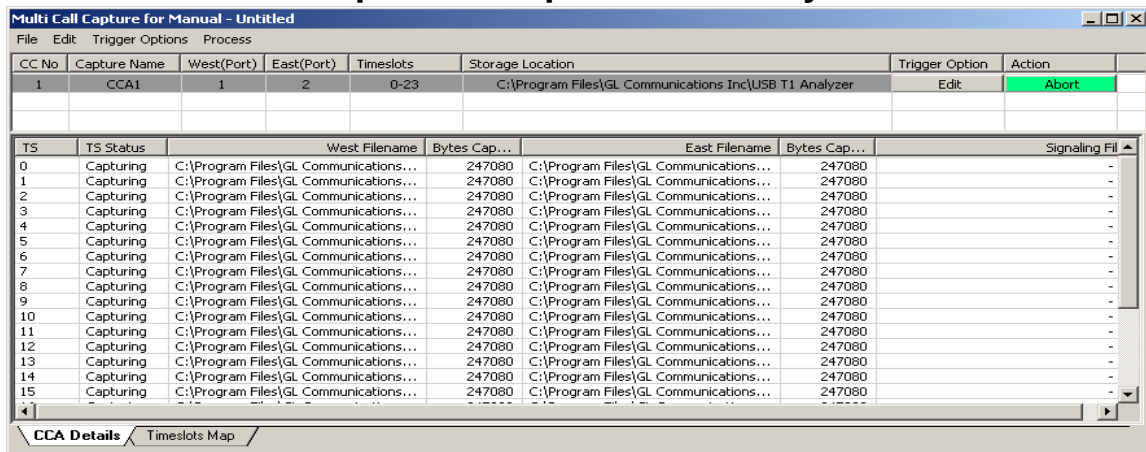 Multi Call Capture for Manual - Untitled
File Edit Trigger Options Process
CC No Capture Name West(Port) East(Port) Timeslots Storage Location Trigger Option Action
1 CCA1 1 2 0-23 C:\Program Files\GL Communications Inc\USB T1 Analyzer Edit Abort
TS TS Status West Filename Bytes Cap... East Filename Bytes Cap... Signaling Fil
0 Capturing C:\Program Files\GL Communications... 247080 C:\Program Files\GL Communications... 247080 -
1 Capturing C:\Program Files\GL Communications... 247080 C:\Program Files\GL Communications... 247080 -
2 Capturing C:\Program Files\GL Communications... 247080 C:\Program Files\GL Communications... 247080 -
3 Capturing C:\Program Files\GL Communications... 247080 C:\Program Files\GL Communications... 247080 -
4 Capturing C:\Program Files\GL Communications... 247080 C:\Program Files\GL Communications... 247080 -
5 Capturing C:\Program Files\GL Communications... 247080 C:\Program Files\GL Communications... 247080 -
6 Capturing C:\Program Files\GL Communications... 247080 C:\Program Files\GL Communications... 247080 -
7 Capturing C:\Program Files\GL Communications... 247080 C:\Program Files\GL Communications... 247080 -
8 Capturing C:\Program Files\GL Communications... 247080 C:\Program Files\GL Communications... 247080 -
9 Capturing C:\Program Files\GL Communications... 247080 C:\Program Files\GL Communications... 247080 -
10 Capturing C:\Program Files\GL Communications... 247080 C:\Program Files\GL Communications... 247080 -
11 Capturing C:\Program Files\GL Communications... 247080 C:\Program Files\GL Communications... 247080 -
12 Capturing C:\Program Files\GL Communications... 247080 C:\Program Files\GL Communications... 247080 -
13 Capturing C:\Program Files\GL Communications... 247080 C:\Program Files\GL Communications... 247080 -
14 Capturing C:\Program Files\GL Communications... 247080 C:\Program Files\GL Communications... 247080 -
15 Capturing C:\Program Files\GL Communications... 247080 C:\Program Files\GL Communications... 247080 -
CCA Details Timeslots Map